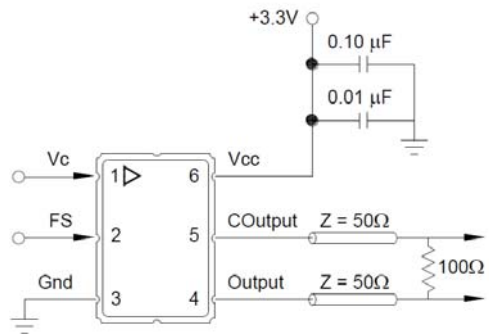 +3.3V
0.10 µF
0.01 µF
Vc
Vcc
1 6
FS
COutput Z = 50Ω
2 5
100Ω
Gnd
Output Z = 50Ω
3 4